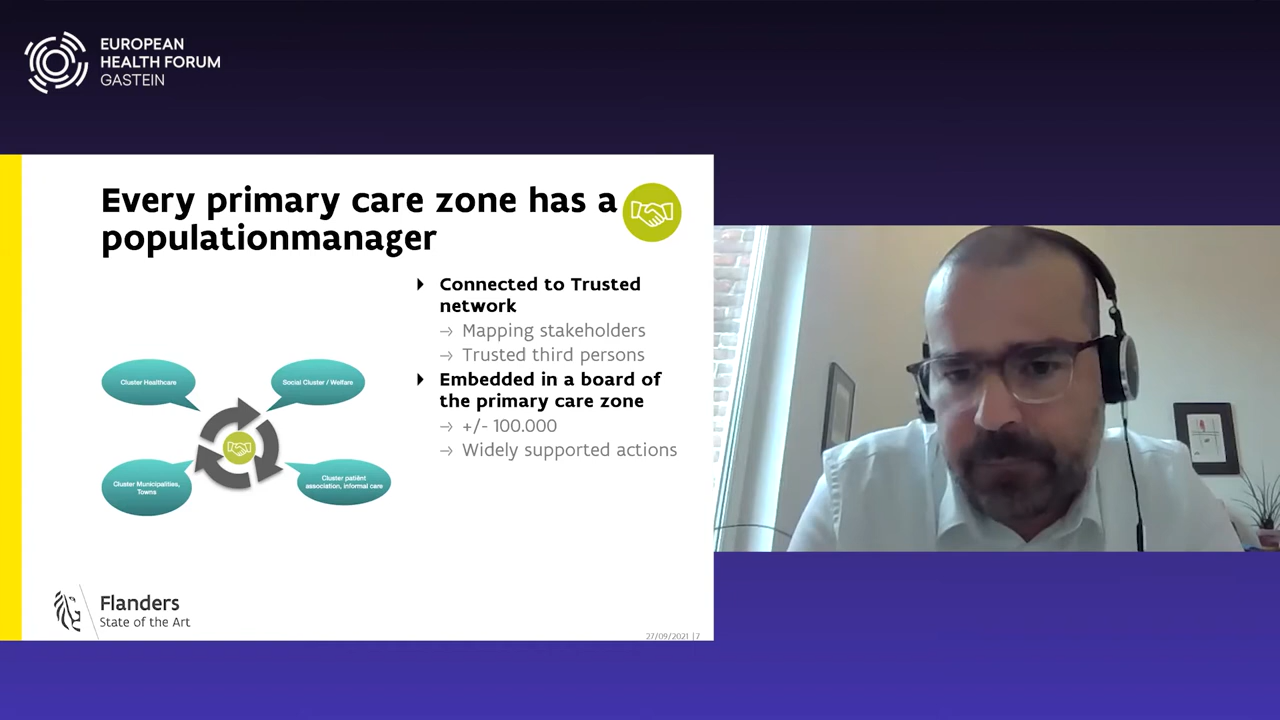 EUROPEAN
HEALTH FORUM
GASTEIN
Every primary care zone has a
populationmanager
Connected to Trusted
network
→ Mapping stakeholders
→ Trusted third persons
Embedded in a board of
the primary care zone
→ +/- 100.000
→ Widely supported actions
Cluster Healthcare
Social Cluster / Welfare
Cluster Municipalities,
Towns
Cluster patiënt
association, informal care
Flanders
State of the Art
27/09/2021 |7